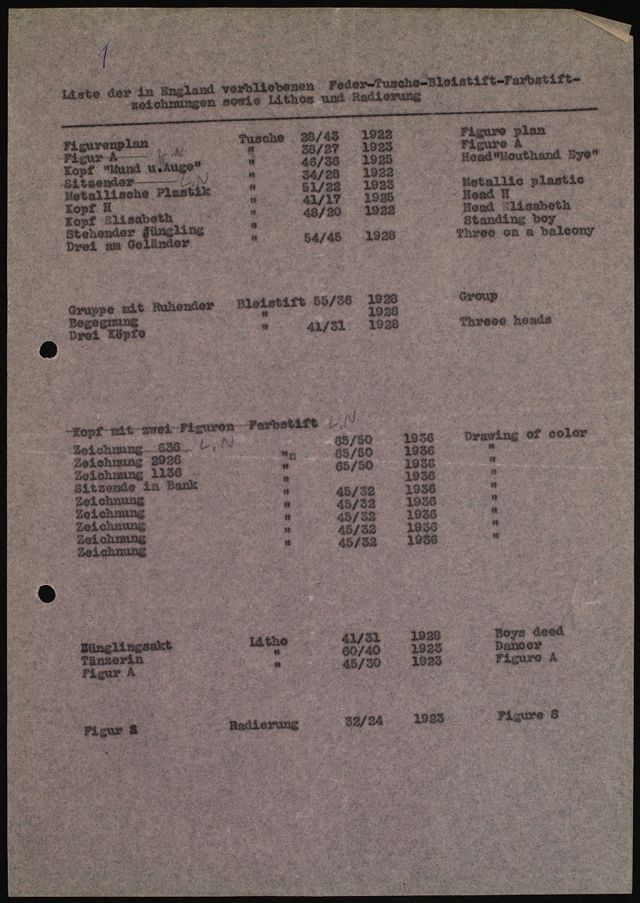 1
Liste der in England verbliebenen Feder-Tusche-Bleistift-Farbstift-
zeichnungen sowie Lithos und Radierung
Figurenplan Tusche 28/43 1922 Figure plan
Figur A L,N " 38/27 1923 Figure A
Kopf "Mund u.Auge" " 46/36 1925 Head"Mouthand Eye"
Sitzender L,N " 34/28 1922
Metallische Plastik " 51/22 1923 Metallic plastic
Kopf H " 41/17 1925 Head H
Kopf Elisabeth " 48/20 1922 Head Elisabeth
Stehender Jüngling " Standing boy
Drei am Geländer " 54/45 1928 Three on a balcony
Gruppe mit Ruhender Bleistift 55/36 1928 Group
Begegnung " 1928
Drei Köpfe " 41/31 1928 Threee heads
Kopf mit zwei Figuren Farbstift L,N
Zeichnung 636 L,N 65/50 1936 Drawing of color
Zeichnung 2926 "n 65/50 1936 "
Zeichnung 1136 " 65/50 1936 "
Sitzende in Bank " 1936 "
Zeichnung " 45/32 1936 "
Zeichnung " 45/32 1936 "
Zeichnung " 45/32 1936 "
Zeichnung " 45/32 1936 "
Zeichnung " 45/32 1936 "
Jünglingsakt Litho 41/31 1928 Boys deed
Tänzerin " 60/40 1923 Dancer
Figur A " 45/30 1923 Figure A
Figur S Radierung 32/24 1923 Figure S